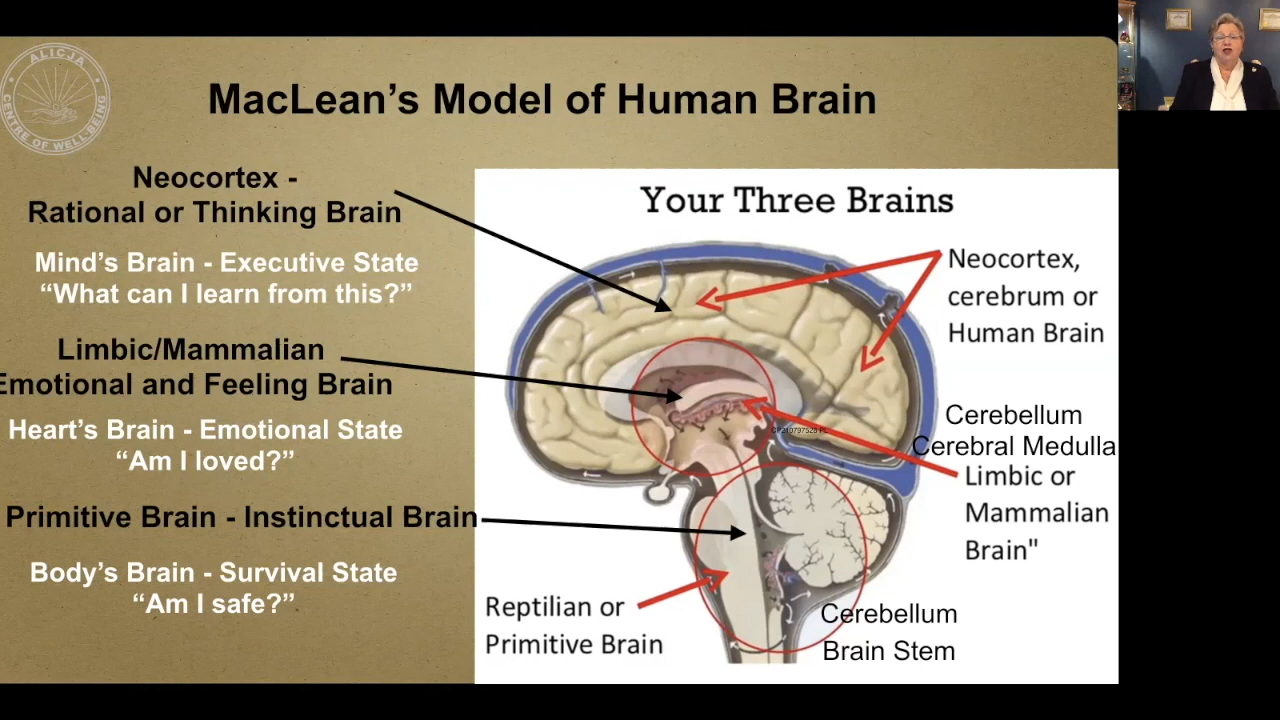 ALICJA
CENTRE OF WELL-BEING
MacLean's Model of Human Brain
Neocortex -
Rational or Thinking Brain
Mind's Brain - Executive State
“What can I learn from this?”
Limbic/Mammalian
Emotional and Feeling Brain
Heart's Brain - Emotional State
“Am I loved?”
Primitive Brain - Instinctual Brain
Body's Brain - Survival State
“Am I safe?”
Your Three Brains
Neocortex,
cerebrum or
Human Brain
Cerebellum
Cerebral Medulla
Limbic or
Mammalian
Brain"
Reptilian or
Primitive Brain
Cerebellum
Brain Stem